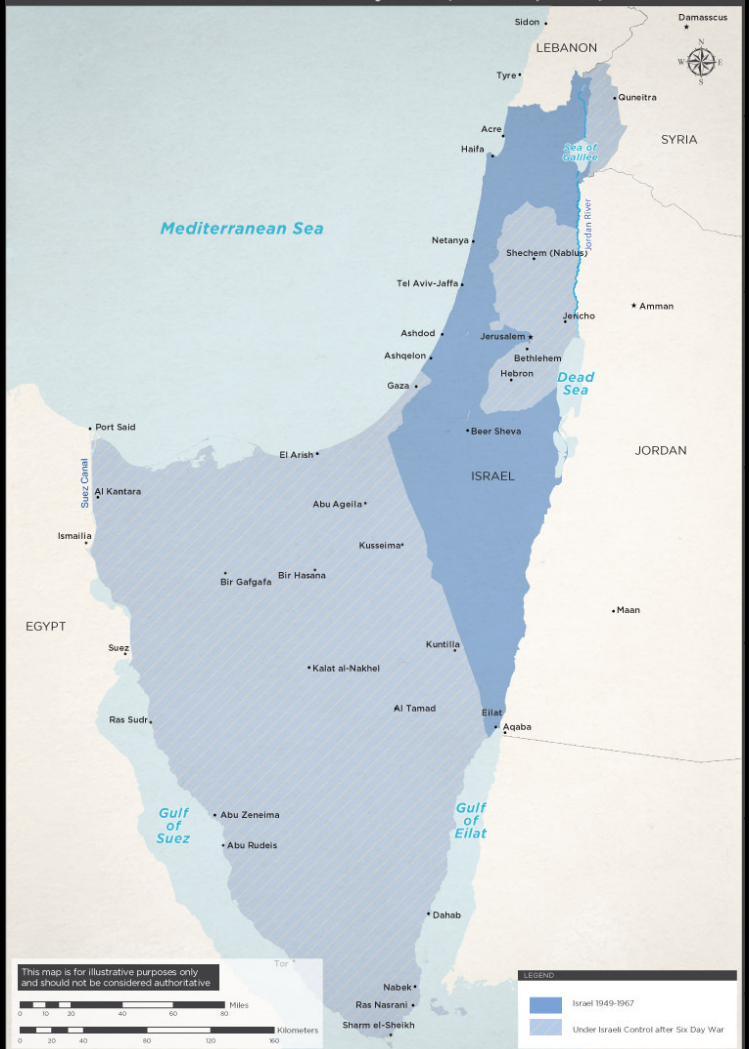 Sidon
Damasscus
LEBANON
N
W
E
S
Tyre
Quneitra
Acre
SYRIA
Haifa
Sea of
Galilee
Mediterranean Sea
Jordan River
Netanya
Shechem (Nablus)
Tel Aviv-Jaffa
Amman
Jericho
Ashdod
Jerusalem
Ashqelon
Bethlehem
Hebron
Dead
Sea
Gaza
Port Said
Beer Sheva
El Arish
JORDAN
Suez Canal
ISRAEL
Al Kantara
Abu Ageila
Ismailia
Kusseima
Bir Hasana
Bir Gafgafa
Maan
EGYPT
Suez
Kuntilla
Kalat al-Nakhel
Al Tamad
Eilat
Ras Sudr
Aqaba
Gulf
of
Suez
Gulf
of
Eilat
Abu Zeneima
Abu Rudeis
Dahab
Tor
This map is for illustrative purposes only
and should not be considered authoritative
Miles
0 10 20 40 60 80
Kilometers
0 20 40 80 120 160
Nabek
Ras Nasrani
Sharm el-Sheikh
LEGEND
Israel 1949-1967
Under Israeli Control after Six Day War